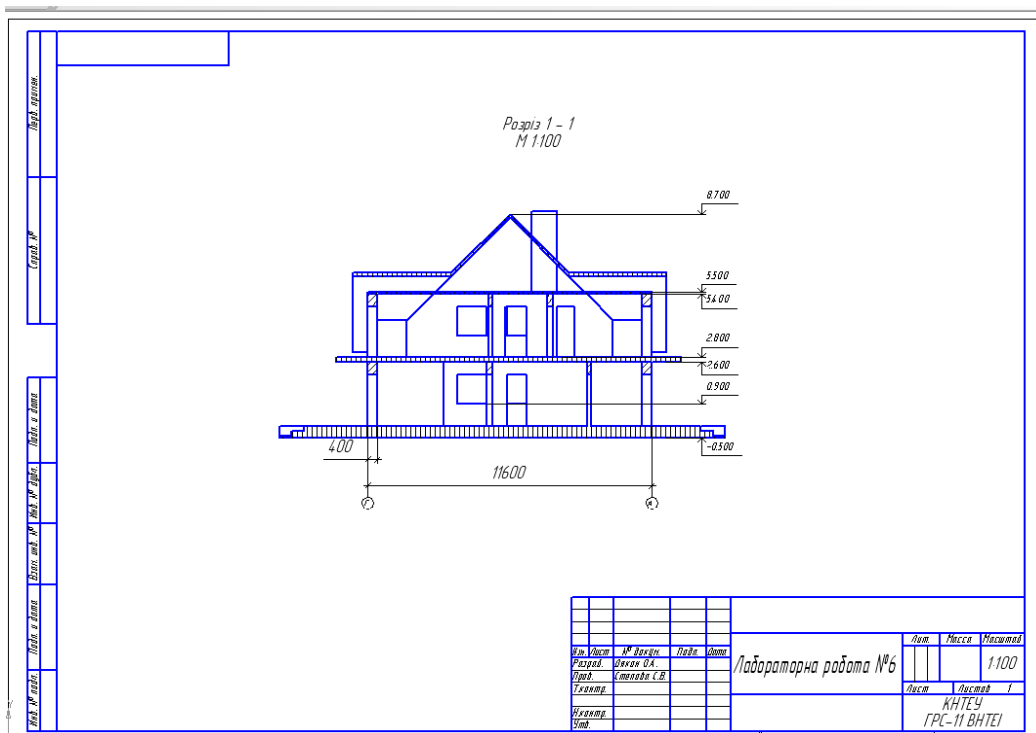 Перв. примен.
Справ. №
Подп. и дата
Инв. № дубл.
Взам. инв. №
Подп. и дата
Инв. № подл.
Розріз 1 - 1
М 1:100
8.700
5.500
5.400
2.800
2.600
0.900
-0.500
400
11600
Г
А
Изм. Лист № докум. Подп. Дата
Разраб. Дякон О.А.
Пров.
Т.контр.
Н.контр.
Утв.
Лабораторна робота №6
Лит. Масса Масштаб
1:100
Лист Листов 1
КНТЕУ
ГРС-11 ВНТЕІ